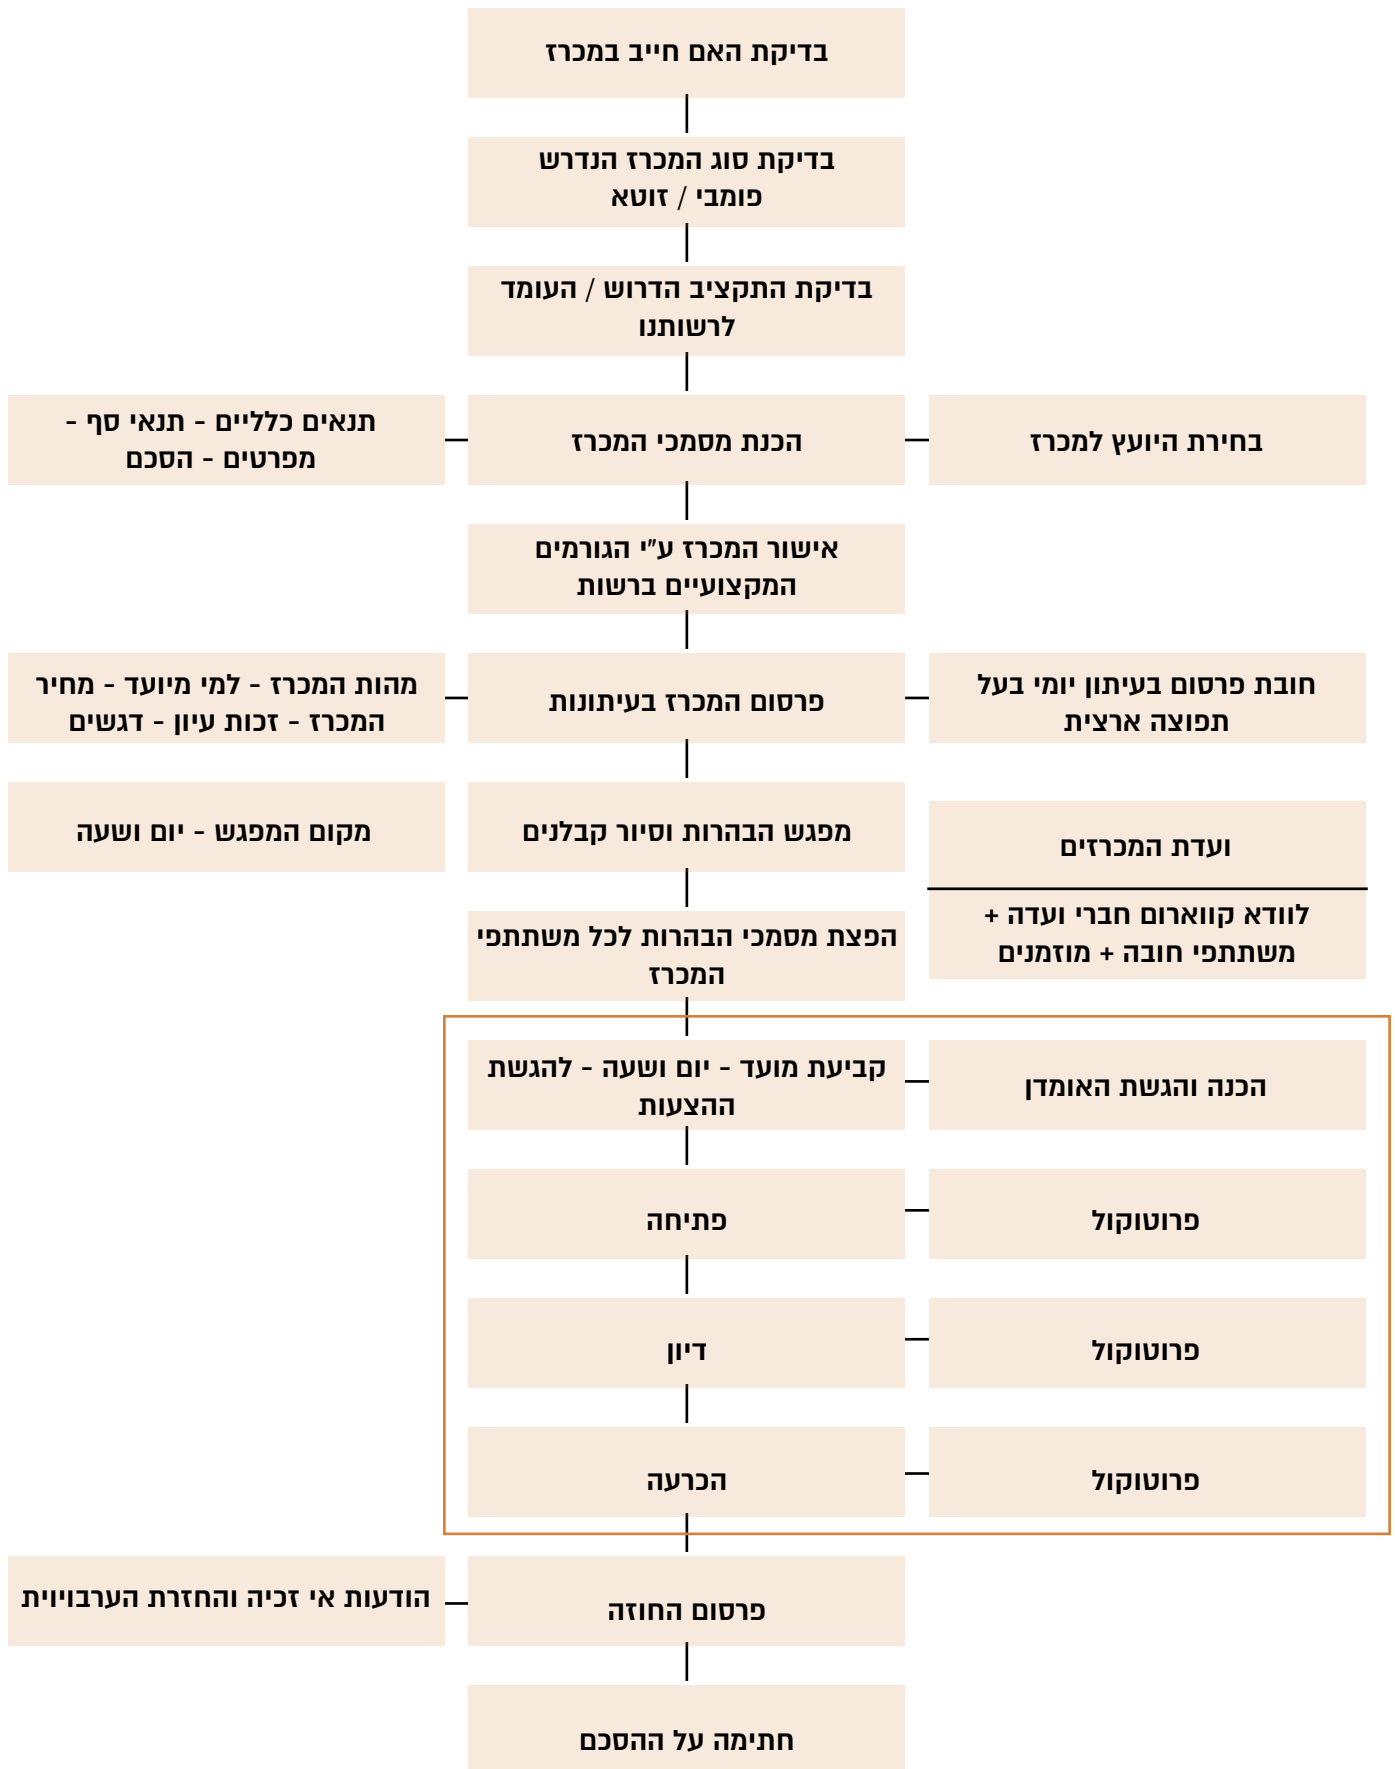 בדיקת האם חייב במכרז
בדיקת סוג המכרז הנדרש
פומבי / זוטא
בדיקת התקציב הדרוש / העומד
לרשותנו
בחירת היועץ למכרז
הכנת מסמכי המכרז
תנאים כלליים - תנאי סף -
מפרטים - הסכם
אישור המכרז ע"י הגורמים
המקצועיים ברשות
חובת פרסום בעיתון יומי בעל
תפוצה ארצית
פרסום המכרז בעיתונות
מהות המכרז - למי מיועד - מחיר
המכרז - זכות עיון - דגשים
ועדת המכרזים
לוודא קווארום חברי ועדה +
משתתפי חובה + מוזמנים
מפגש הבהרות וסיור קבלנים
מקום המפגש - יום ושעה
הפצת מסמכי הבהרות לכל משתתפי
המכרז
הכנה והגשת האומדן
קביעת מועד - יום ושעה - להגשת
ההצעות
פרוטוקול
פתיחה
פרוטוקול
דיון
פרוטוקול
הכרעה
פרסום החוזה
הודעות אי זכיה והחזרת הערבויוית
חתימה על ההסכם